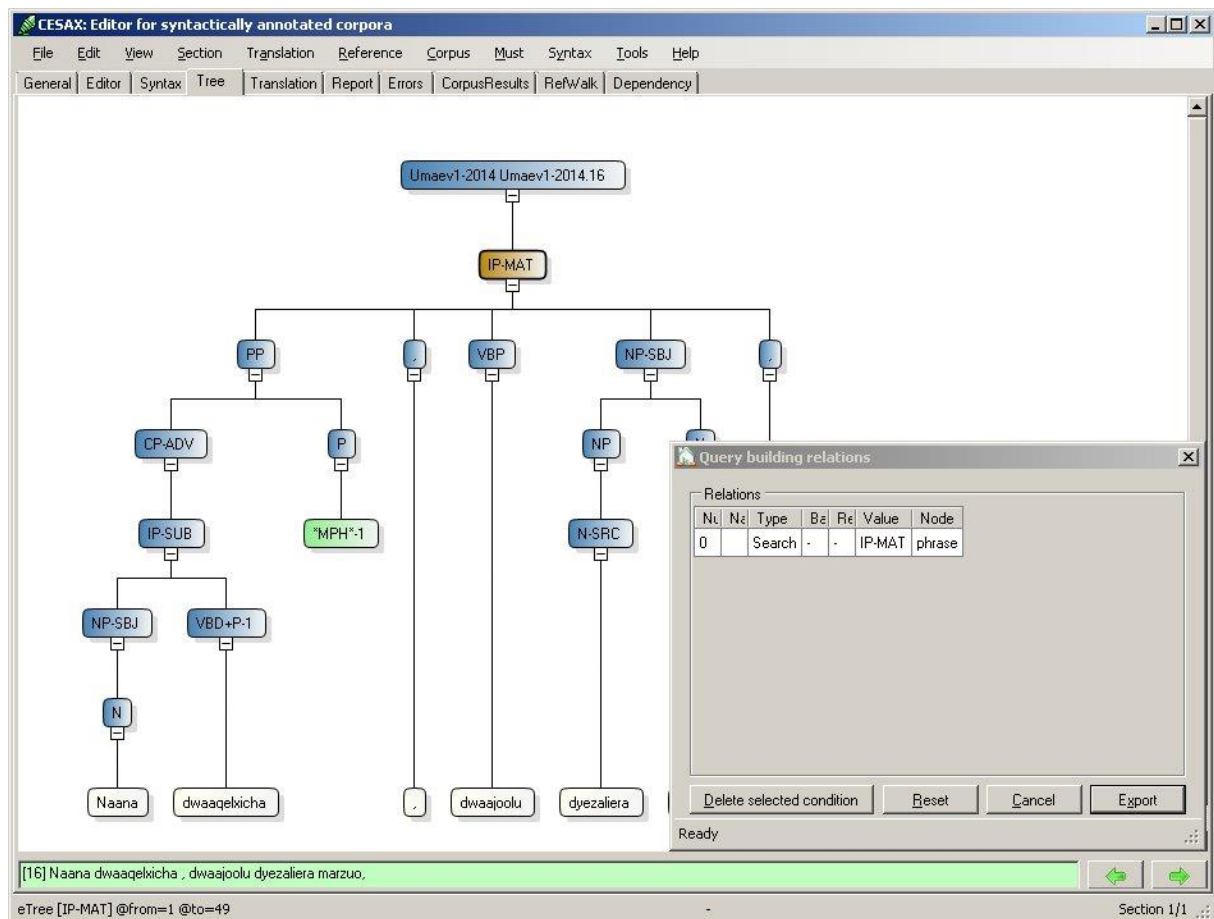 CESAX: Editor for syntactically annotated corpora
File Edit View Section Translation Reference Corpus Must Syntax Tools Help
General Editor Syntax Tree Translation Report Errors CorpusResults RefWalk Dependency
Umaev1-2014 Umaev1-2014.16
IP-MAT
PP , VBP NP-SBJ ,
CP-ADV P NP
IP-SUB *MPH*-1 N-SRC
NP-SBJ VBD+P-1
N
Naana dwaaqelxicha , dwaajoolu dyezaliera
Query building relations
Relations
Nu Na Type Ba Re Value Node
0 Search - - IP-MAT phrase
Delete selected condition Reset Cancel Export
Ready
[16] Naana dwaaqelxicha , dwaajoolu dyezaliera marzuo,
eTree [IP-MAT] @from=1 @to=49 - Section 1/1